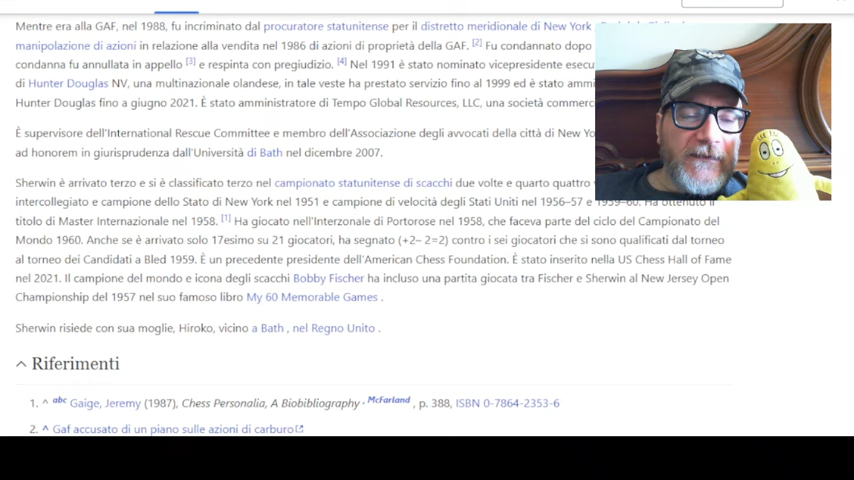 Mentre era alla GAF, nel 1988, fu incriminato dal procuratore statunitense per il distretto meridionale di New York
manipolazione di azioni in relazione alla vendita nel 1986 di azioni di proprietà della GAF. [2] Fu condannato dopo
condanna fu annullata in appello [3] e respinta con pregiudizio. [4] Nel 1991 è stato nominato vicepresidente esecu
di Hunter Douglas NV, una multinazionale olandese, in tale veste ha prestato servizio fino al 1999 ed è stato ammi
Hunter Douglas fino a giugno 2021. È stato amministratore di Tempo Global Resources, LLC, una società commerc
È supervisore dell'International Rescue Committee e membro dell'Associazione degli avvocati della città di New Yo
ad honorem in giurisprudenza dall'Università di Bath nel dicembre 2007.
Sherwin è arrivato terzo e si è classificato terzo nel campionato statunitense di scacchi due volte e quarto quattro
intercollegiato e campione dello Stato di New York nel 1951 e campione di velocità degli Stati Uniti nel 1956–57 e 1959–60. Ha ottenuto il
titolo di Master Internazionale nel 1958. [1] Ha giocato nell'Interzonale di Portorose nel 1958, che faceva parte del ciclo del Campionato del
Mondo 1960. Anche se è arrivato solo 17esimo su 21 giocatori, ha segnato (+2– 2=2) contro i sei giocatori che si sono qualificati dal torneo
al torneo dei Candidati a Bled 1959. È un precedente presidente dell'American Chess Foundation. È stato inserito nella US Chess Hall of Fame
nel 2021. Il campione del mondo e icona degli scacchi Bobby Fischer ha incluso una partita giocata tra Fischer e Sherwin al New Jersey Open
Championship del 1957 nel suo famoso libro My 60 Memorable Games .
Sherwin risiede con sua moglie, Hiroko, vicino a Bath , nel Regno Unito .
Riferimenti
1. ^ abc Gaige, Jeremy (1987), Chess Personalia, A Biobibliography , McFarland , p. 388, ISBN 0-7864-2353-6
2. ^ Gaf accusato di un piano sulle azioni di carburo